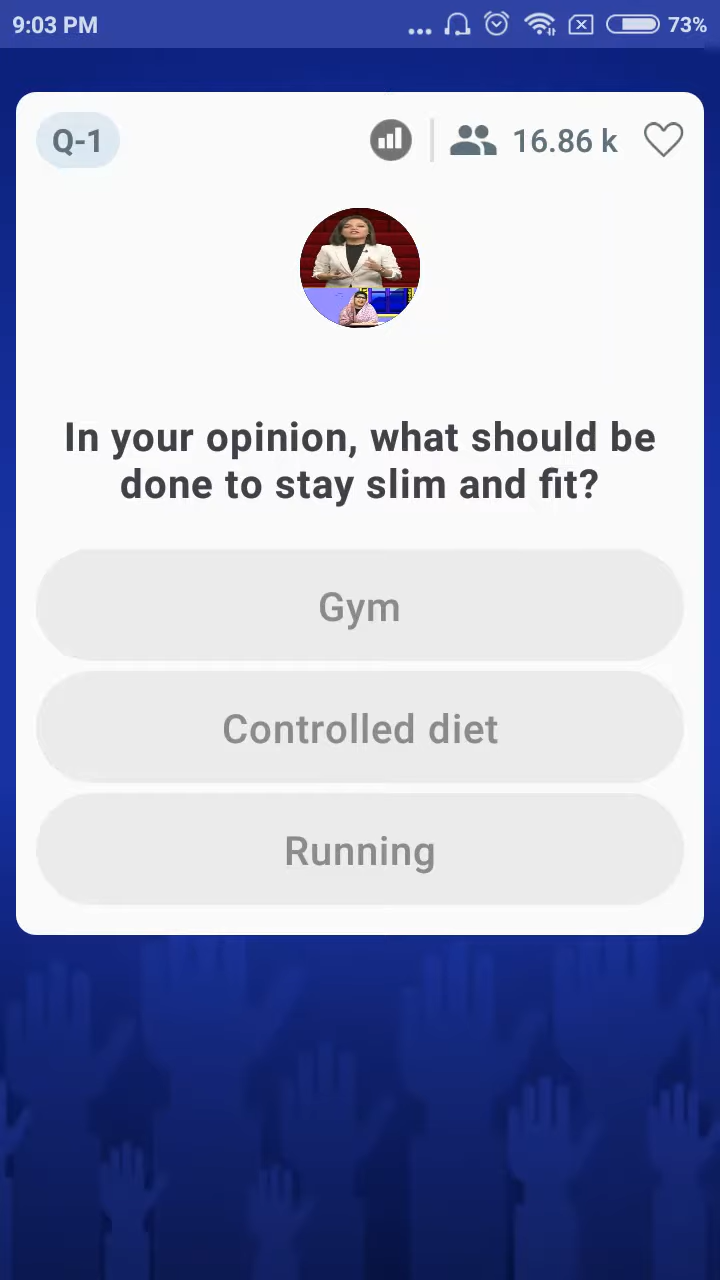 9:03 PM
73%
Q-1
16.86 k
In your opinion, what should be
done to stay slim and fit?
Gym
Controlled diet
Running